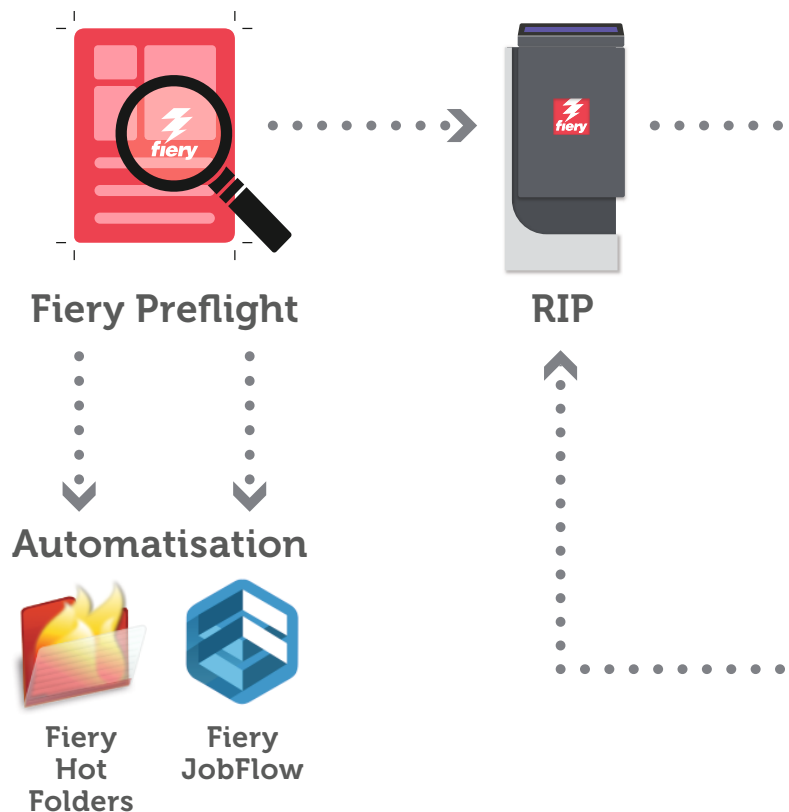 fiery
fiery
Fiery Preflight
RIP
Automatisation
Fiery
Hot
Folders
Fiery
JobFlow